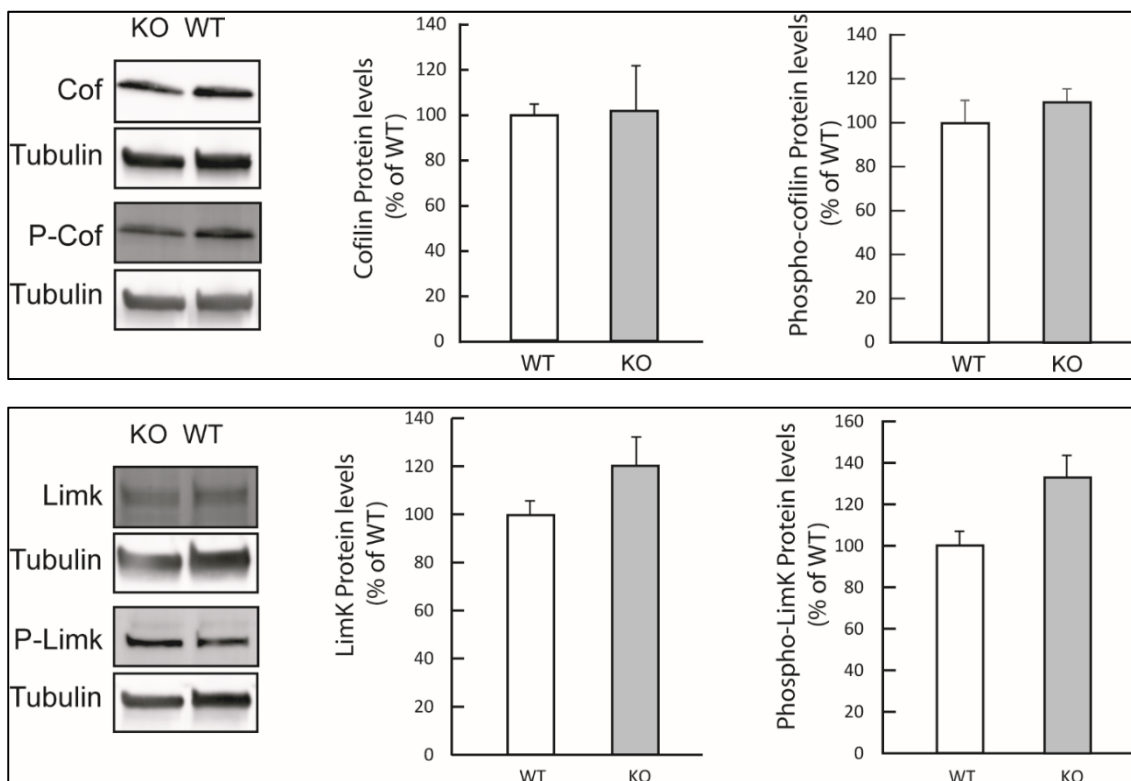 KO WT
Cof
Tubulin
P-Cof
Tubulin
Cofilin Protein levels
(% of WT)
140
120
100
80
60
40
20
0
WT KO
Phospho-cofilin Protein levels
(% of WT)
140
120
100
80
60
40
20
0
WT KO
KO WT
Limk
Tubulin
P-Limk
Tubulin
LimK Protein levels
(% of WT)
140
120
100
80
60
40
20
0
WT KO
Phospho-LimK Protein levels
(% of WT)
160
140
120
100
80
60
40
20
0
WT KO